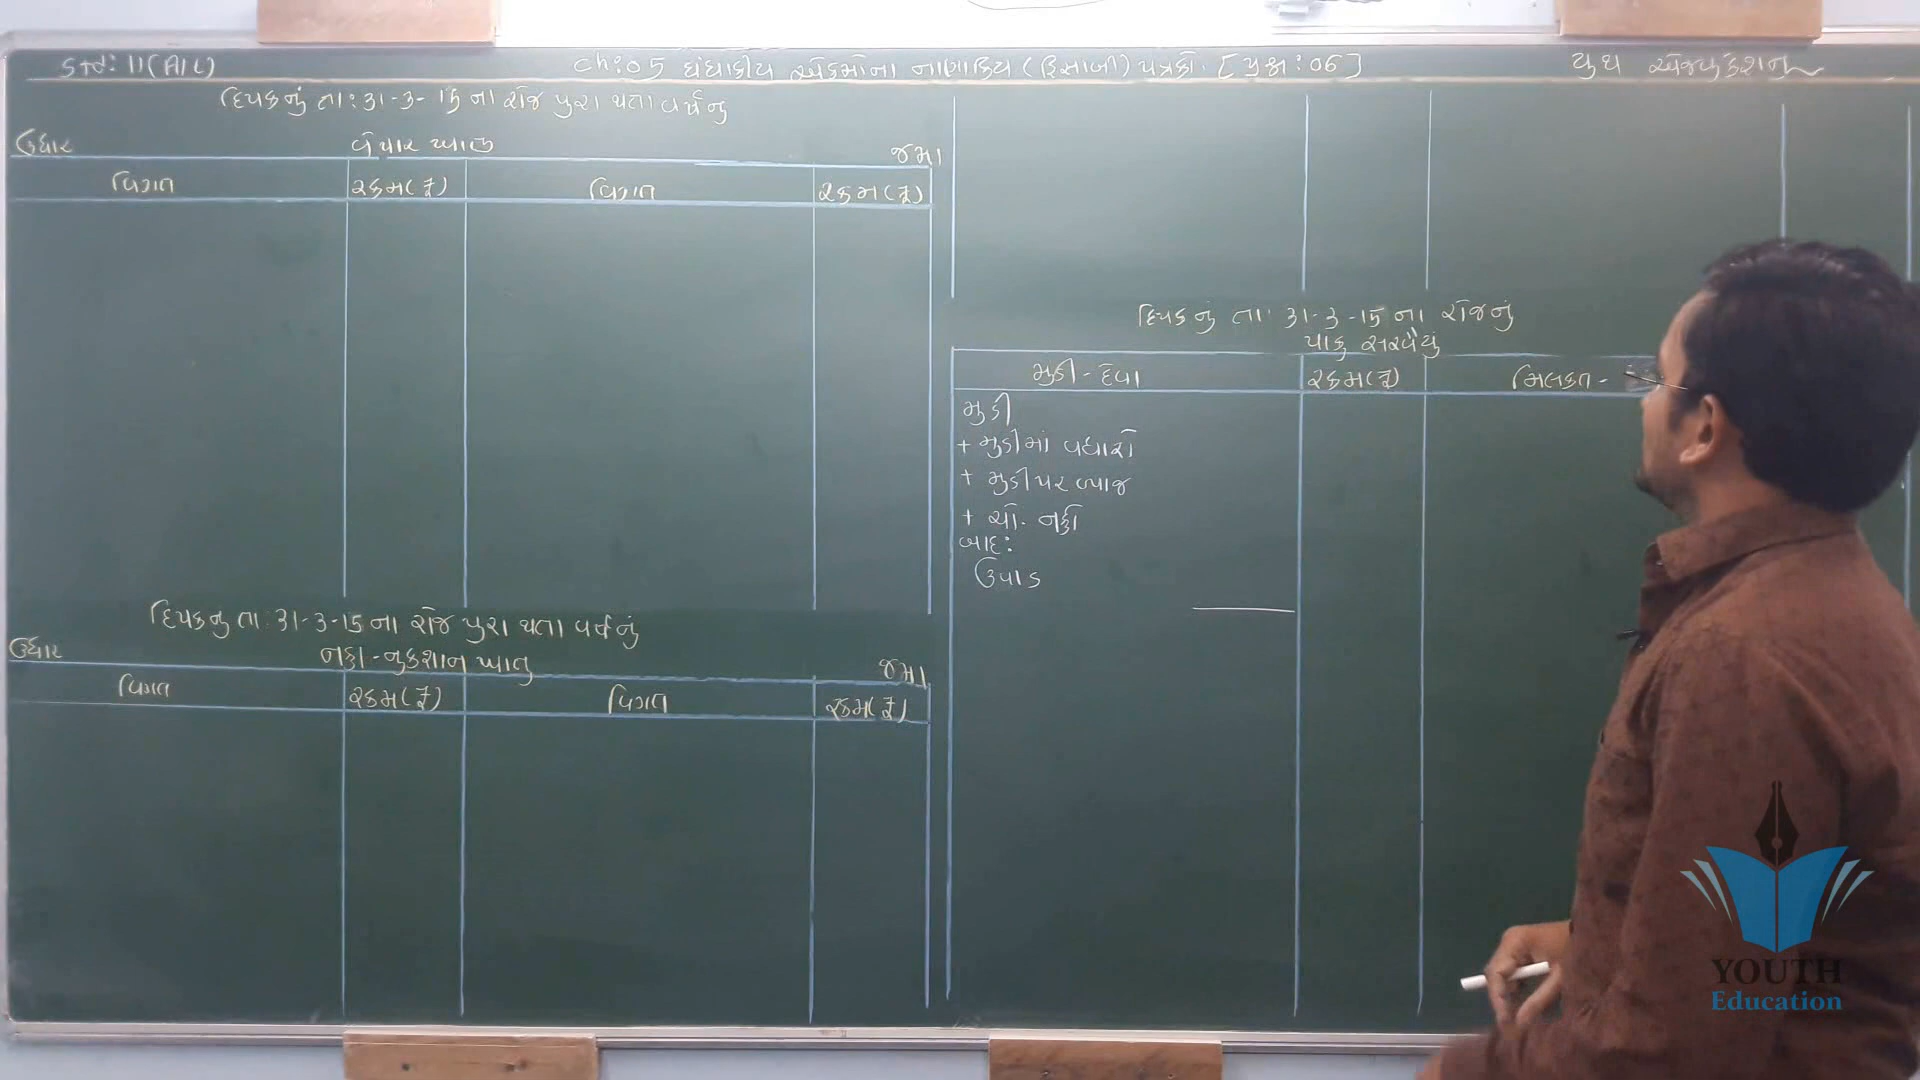 Std: 11 (A/C)
Ch: 05 ધંધાકીય એકમોના નાણાકિય (હિસાબી) પત્રકો. [પ્રશ્ન : 06]
યુથ એજ્યુકેશન
દિપકનું તા: 31-3-15 ના રોજ પુરા થતા વર્ષનું
ઉધાર વેપાર ખાતુ જમા
વિગત રકમ(₹) વિગત રકમ(₹)
દિપકનુ તા: 31-3-15 ના રોજ પુરા થતા વર્ષનું
ઉધાર નફા-નુકશાન ખાતુ જમા
વિગત રકમ(₹) વિગત રકમ(₹)
દિપકનું તા: 31-3-15 ના રોજનું
પાકુ સરવૈયું
મુડી - દેવા રકમ(₹) મિલકત -
મુડી
+ મુડીમાં વધારો
+ મુડી પર વ્યાજ
+ ચો. નફો
બાદ:
ઉપાડ
YOUTH
Education